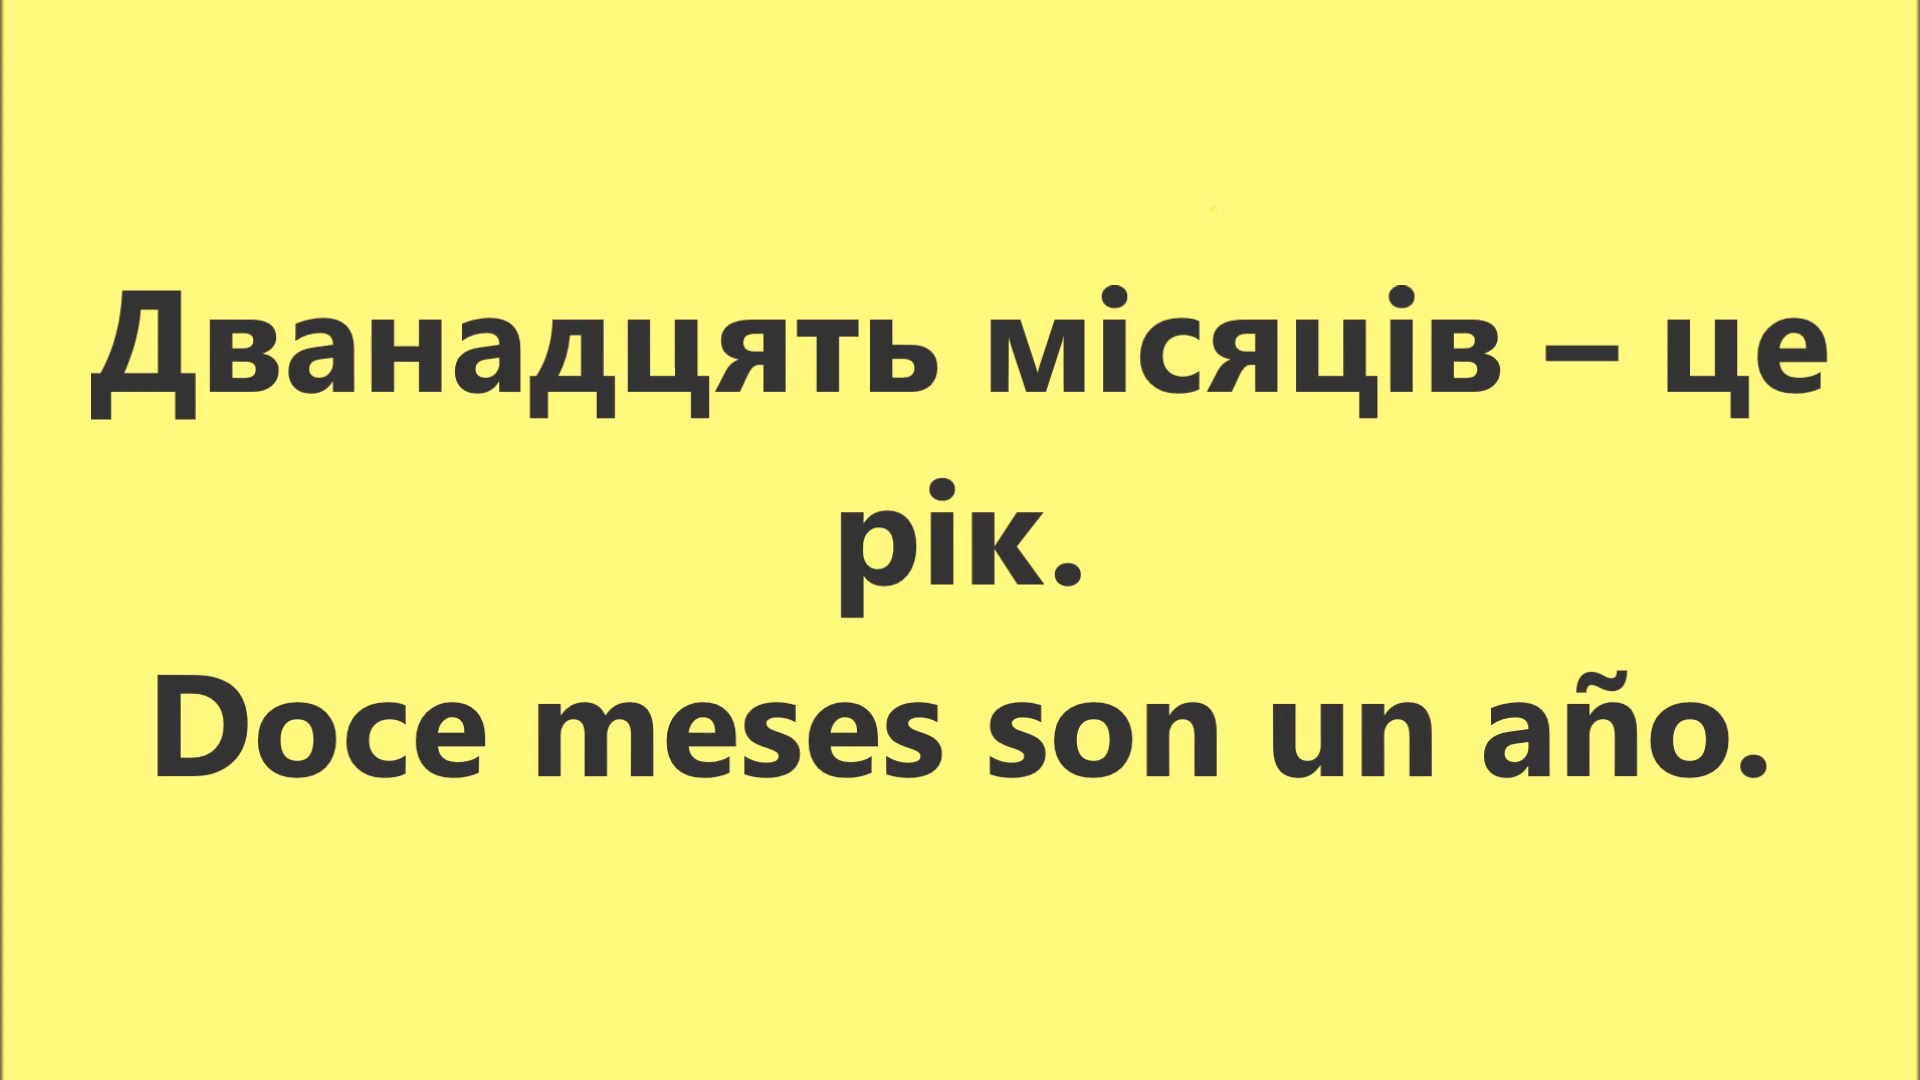 Дванадцять місяців – це
рік.
Doce meses son un año.